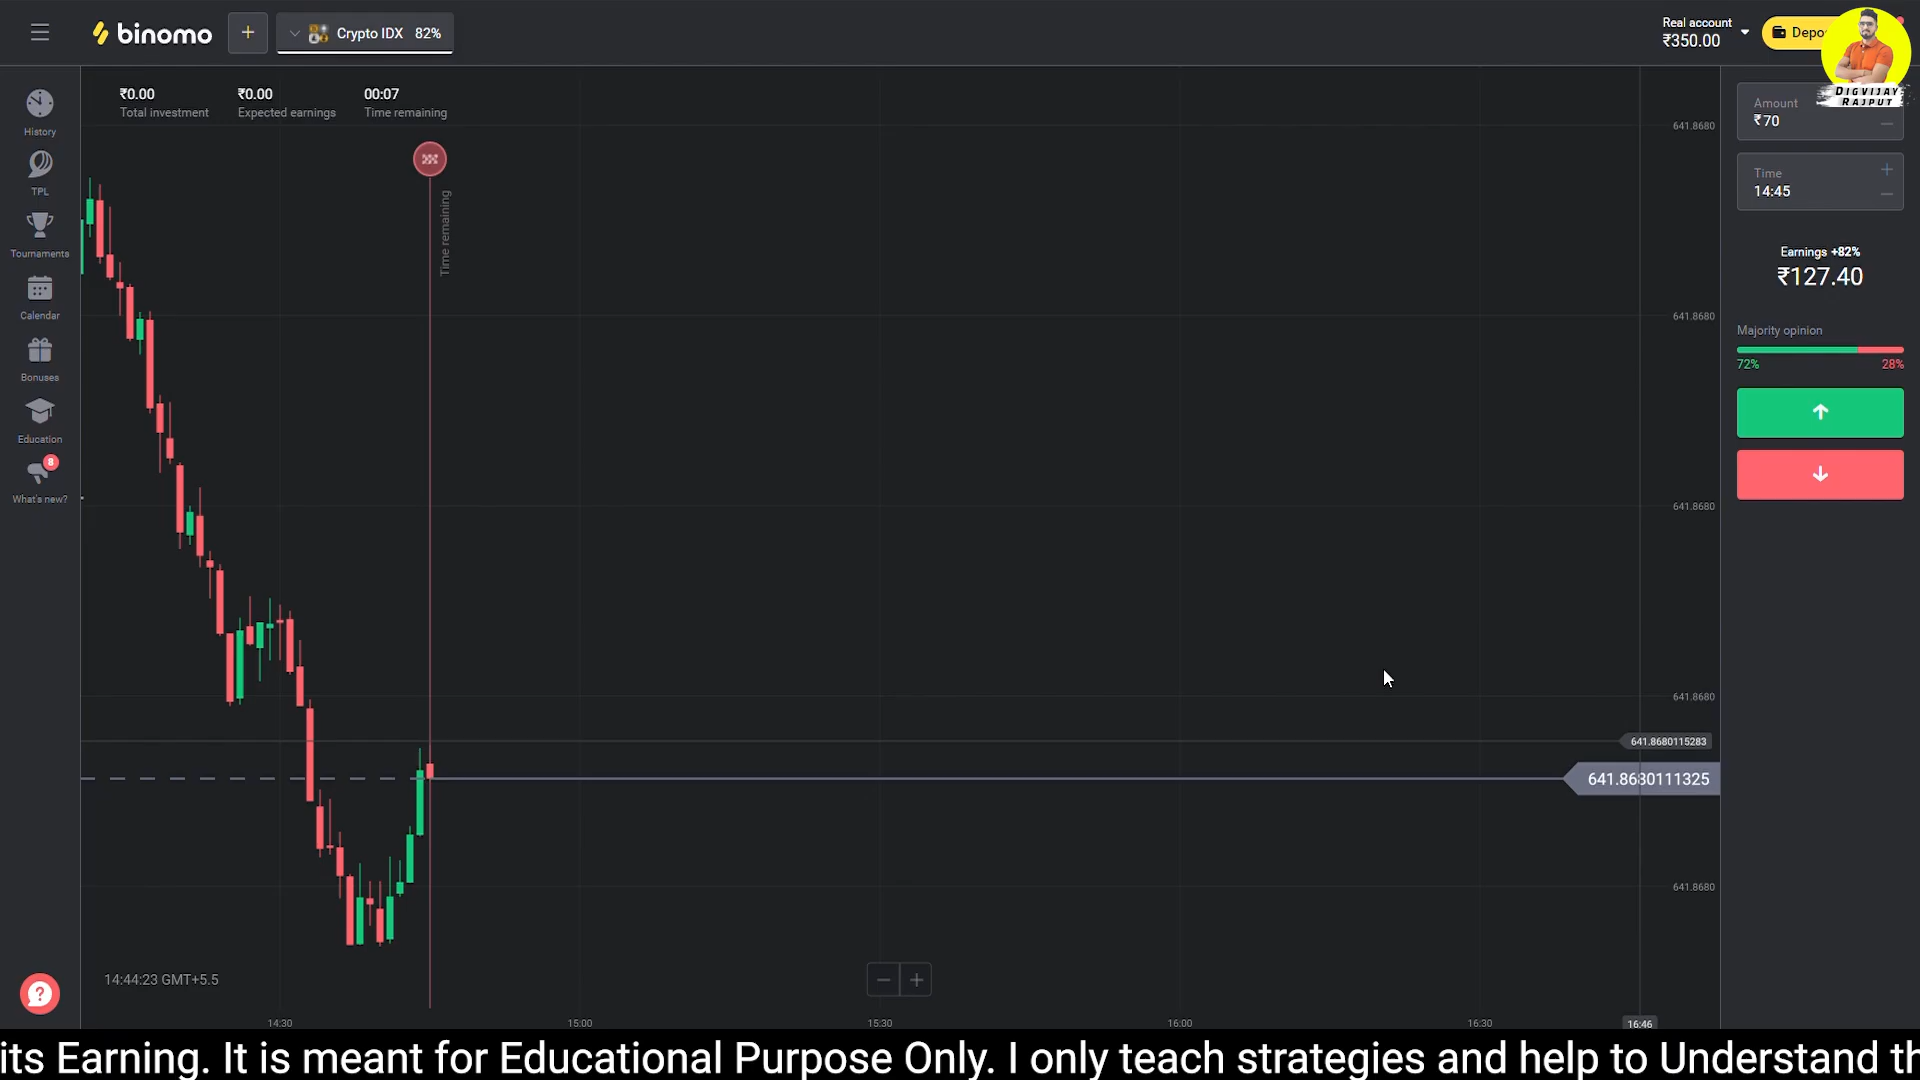 binomo
+
Crypto IDX 82%
Real account
₹350.00
Depo
DIGVIJAY
RAJPUT
₹0.00
Total investment
₹0.00
Expected earnings
00:07
Time remaining
Time remaining
History
TPL
Tournaments
Calendar
Bonuses
Education
8
What's new?
641.8680
641.8680
641.8680
641.8680
641.8680115283
641.8680111325
641.8680
Amount
₹70
Time
14:45
Earnings +82%
₹127.40
Majority opinion
72% 28%
14:44:23 GMT+5.5
14:30 15:00 15:30 16:00 16:30 16:46
its Earning. It is meant for Educational Purpose Only. I only teach strategies and help to Understand th